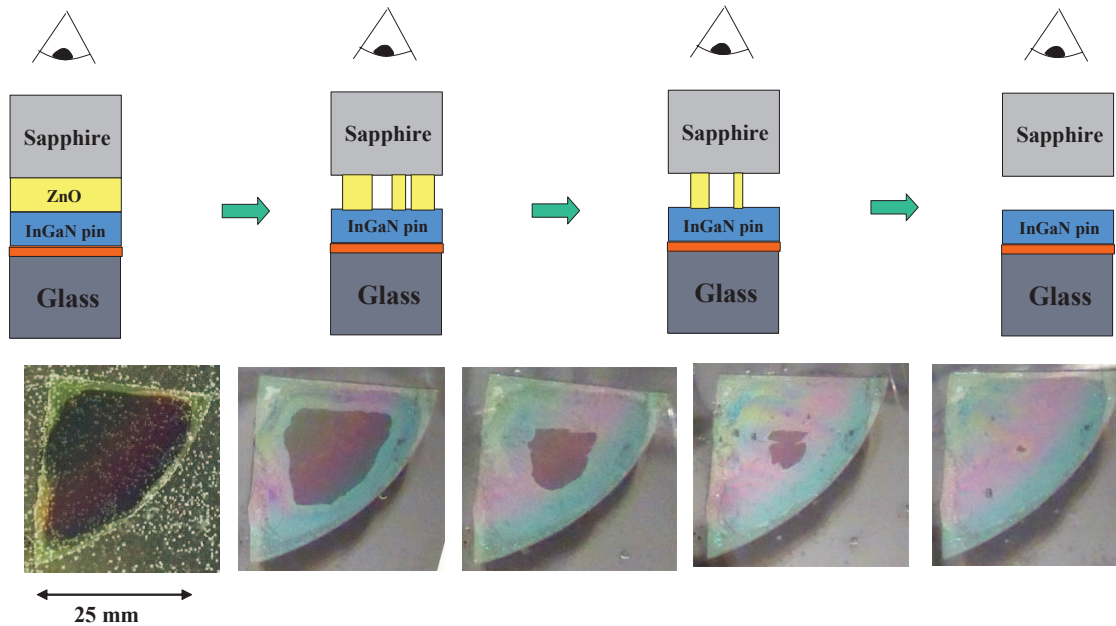 Sapphire
ZnO
InGaN pin
Glass
Sapphire
InGaN pin
Glass
Sapphire
InGaN pin
Glass
Sapphire
InGaN pin
Glass
25 mm